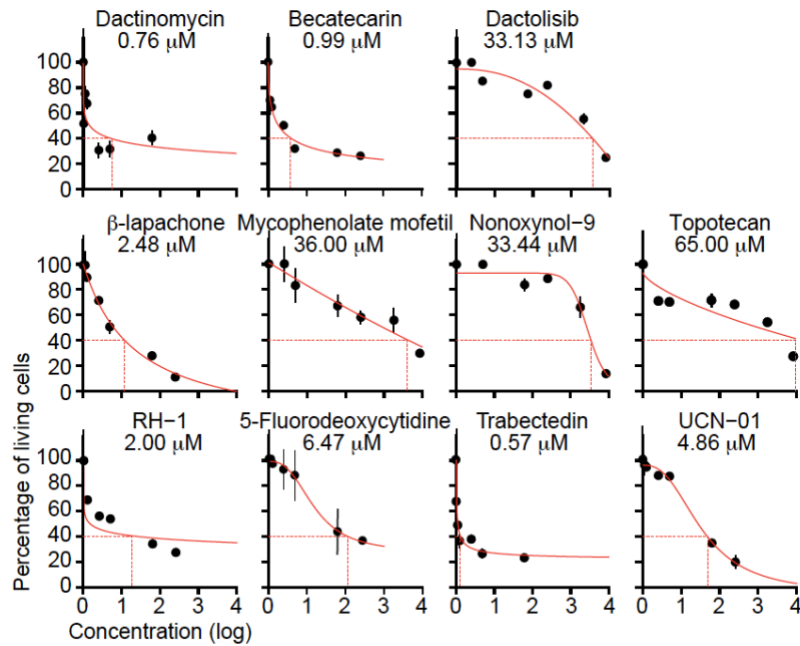 Dactinomycin
0.76 μM
Becatecarin
0.99 μM
Dactolisib
33.13 μM
100
80
60
40
20
0
β-lapachone
2.48 μM
Mycophenolate mofetil
36.00 μM
Nonoxynol−9
33.44 μM
Topotecan
65.00 μM
100
80
60
40
20
0
RH−1
2.00 μM
5-Fluorodeoxycytidine
6.47 μM
Trabectedin
0.57 μM
UCN−01
4.86 μM
100
80
60
40
20
0
0 1 2 3 4
0 1 2 3 4
0 1 2 3 4
0 1 2 3 4
Percentage of living cells
Concentration (log)